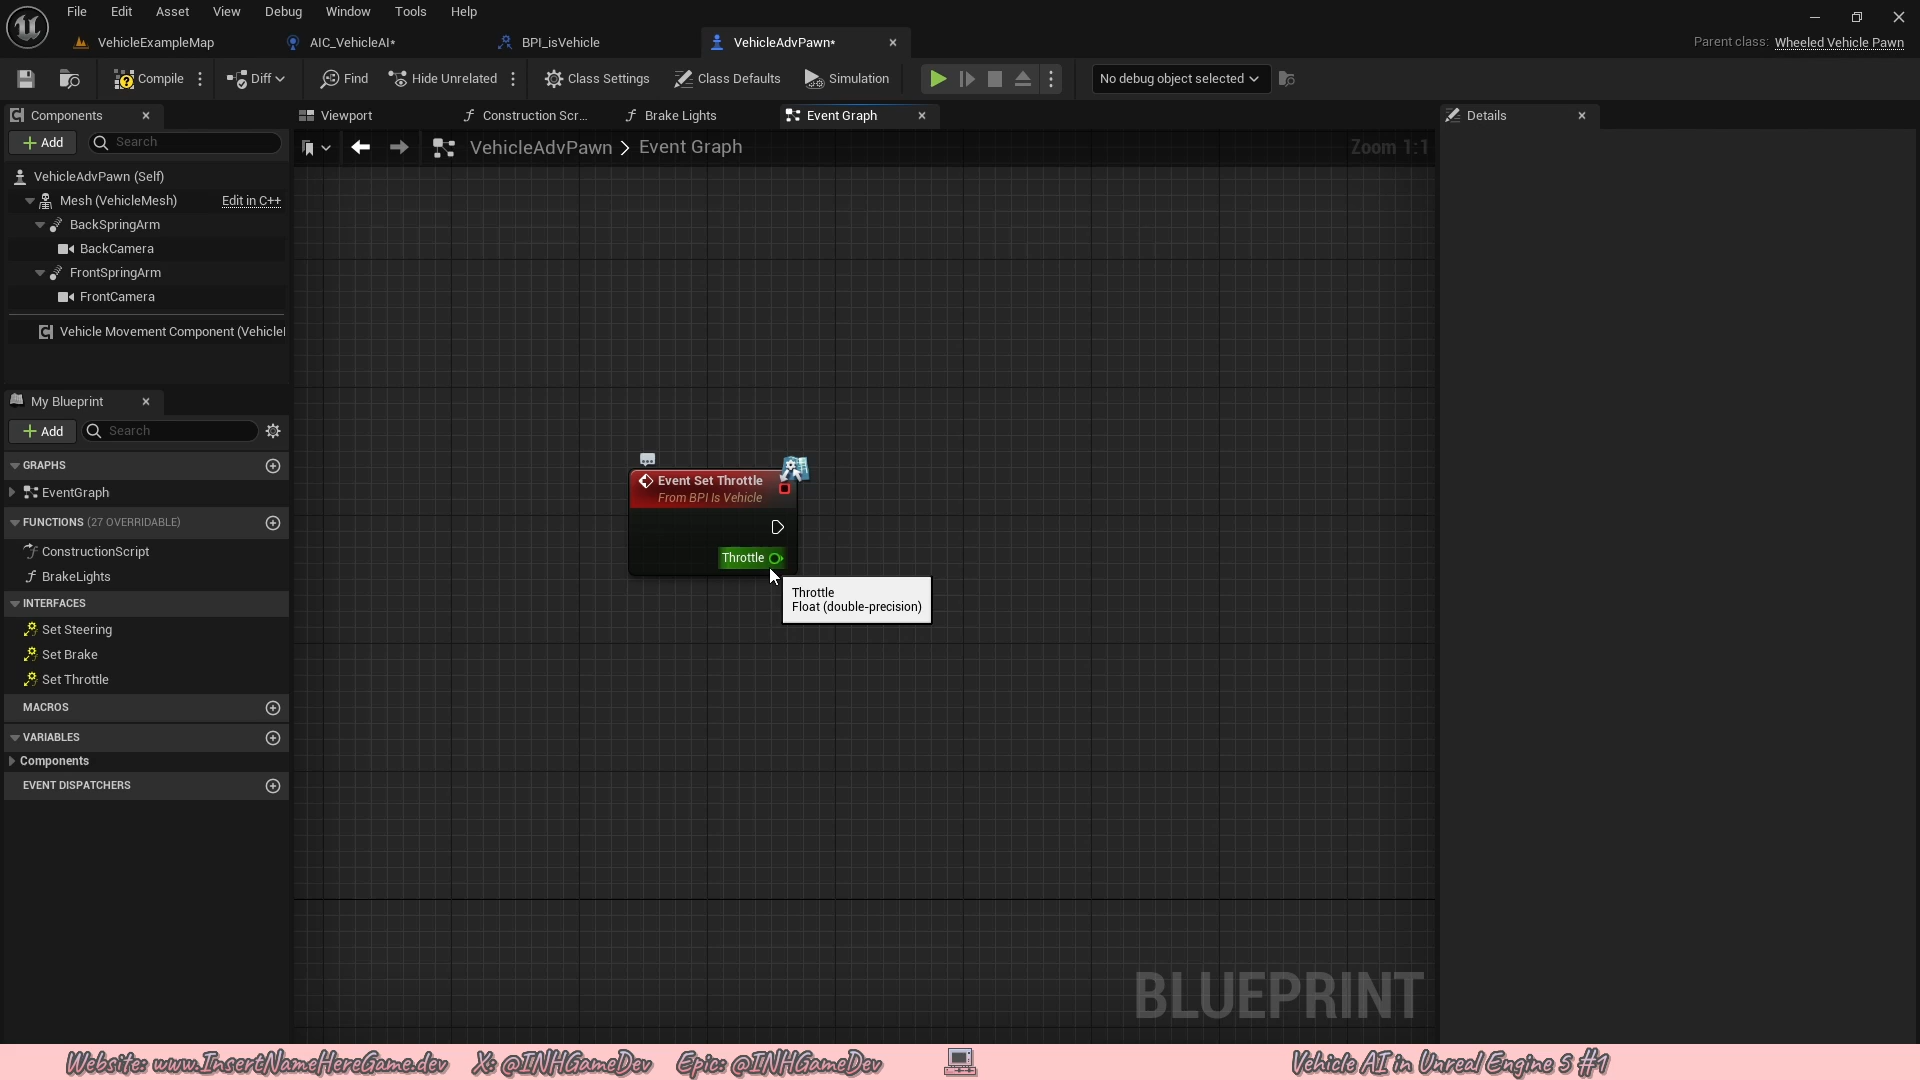 File Edit Asset View Debug Window Tools Help
VehicleExampleMap AIC_VehicleAI* BPI_isVehicle VehicleAdvPawn* Parent class: Wheeled Vehicle Pawn
Compile Diff Find Hide Unrelated Class Settings Class Defaults Simulation No debug object selected
Components Viewport Construction Scr... Brake Lights Event Graph Details
Add Search VehicleAdvPawn > Event Graph Zoom 1:1
VehicleAdvPawn (Self)
Mesh (VehicleMesh) Edit in C++
BackSpringArm
BackCamera
FrontSpringArm
FrontCamera
Vehicle Movement Component (Vehicle
My Blueprint
Add Search
GRAPHS
EventGraph
FUNCTIONS (27 OVERRIDABLE)
ConstructionScript
BrakeLights
INTERFACES
Set Steering
Set Brake
Set Throttle
MACROS
VARIABLES
Components
EVENT DISPATCHERS
Event Set Throttle
From BPI Is Vehicle
Throttle
Throttle
Float (double-precision)
BLUEPRINT
Website: www.InsertNameHereGame.dev X: @INHGameDev Epic: @INHGameDev Vehicle AI in Unreal Engine 5 #1